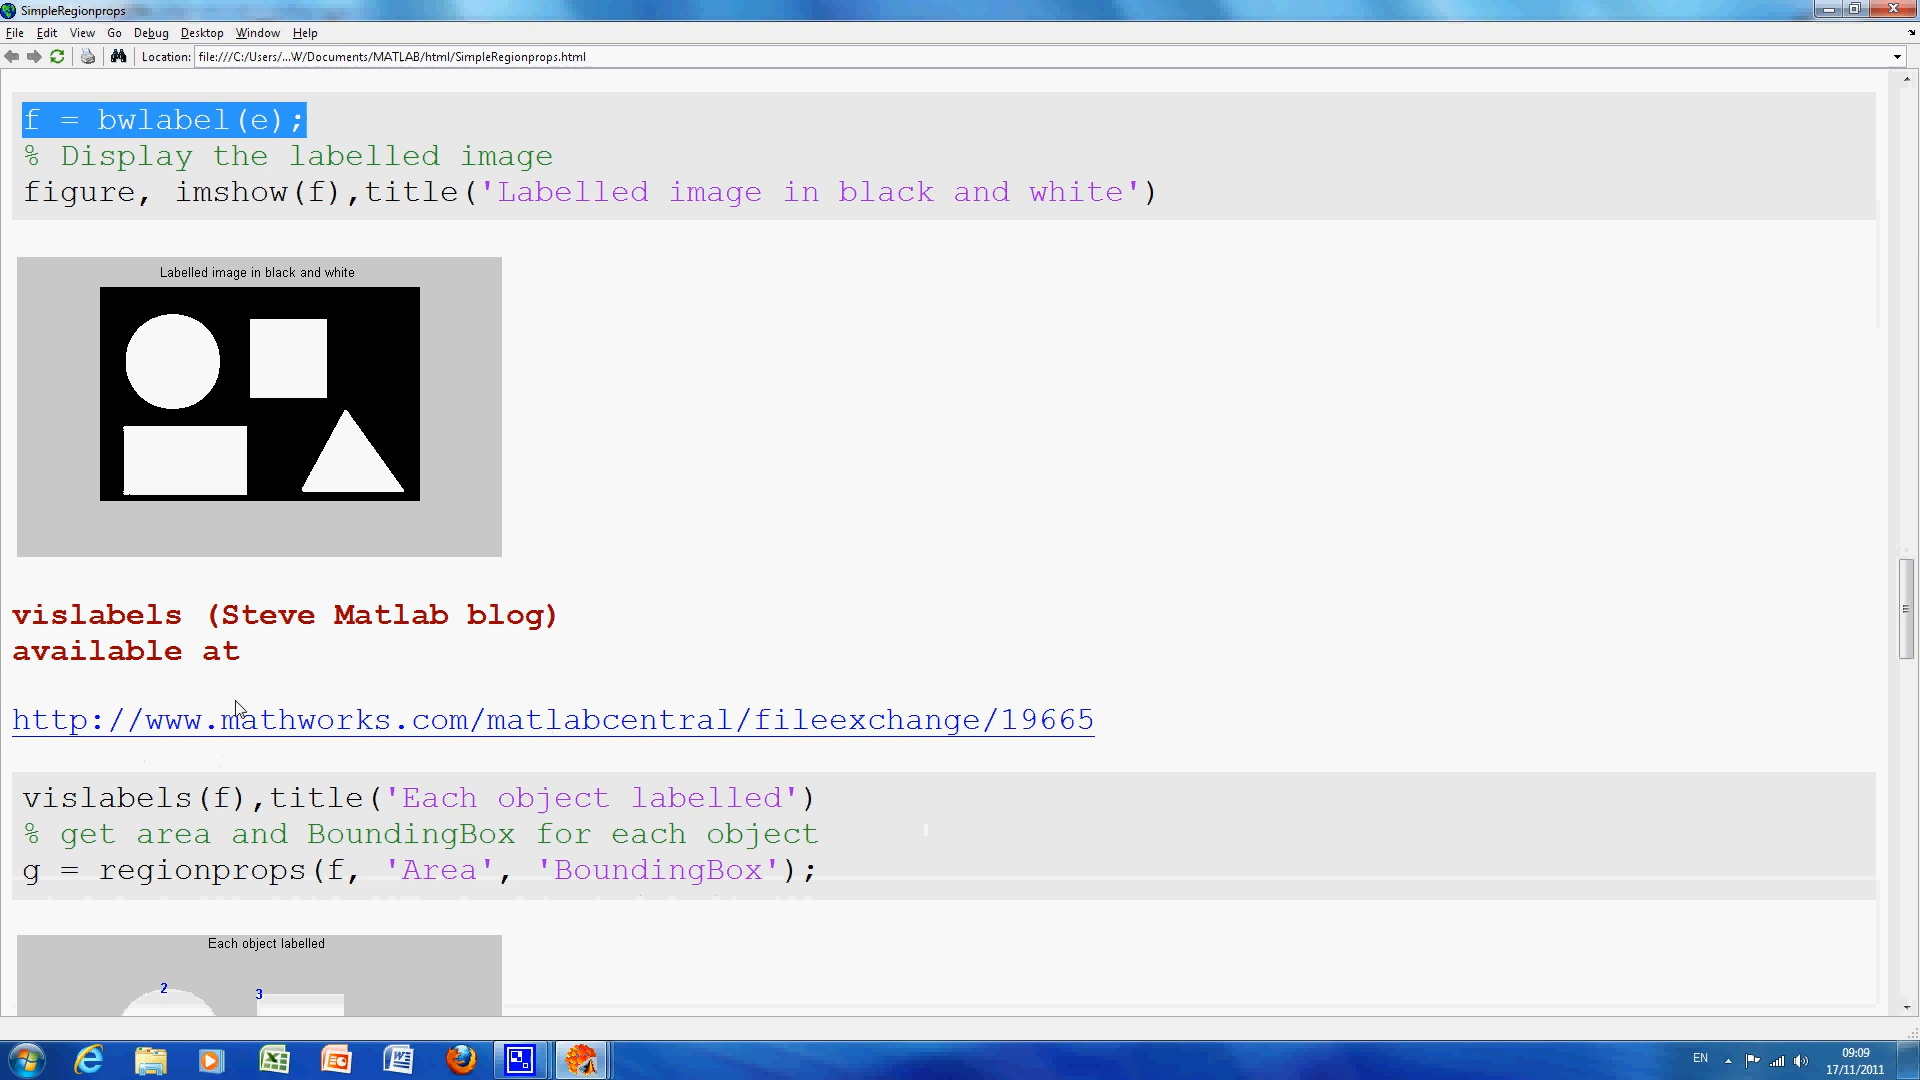 SimpleRegionprops
File Edit View Go Debug Desktop Window Help
Location: file:///C:/Users/...W/Documents/MATLAB/html/SimpleRegionprops.html
f = bwlabel(e);
% Display the labelled image
figure, imshow(f),title('Labelled image in black and white')
Labelled image in black and white
vislabels (Steve Matlab blog)
available at
http://www.mathworks.com/matlabcentral/fileexchange/19665
vislabels(f),title('Each object labelled')
% get area and BoundingBox for each object
g = regionprops(f, 'Area', 'BoundingBox');
Each object labelled
2
3
EN
09:09
17/11/2011